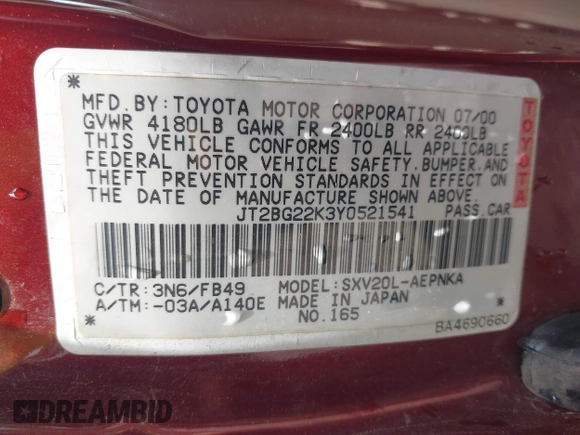 MFD. BY: TOYOTA MOTOR CORPORATION 07/00
GVWR 4180LB GAWR FR 2400LB RR 2400LB
THIS VEHICLE CONFORMS TO ALL APPLICABLE
FEDERAL MOTOR VEHICLE SAFETY, BUMPER, AND
THEFT PREVENTION STANDARDS IN EFFECT ON
THE DATE OF MANUFACTURE SHOWN ABOVE.
JT2BG22K3Y0521541 PASS. CAR
TOYOTA
C/TR: 3N6/FB49 MODEL: SXV20L-AEPNKA
A/TM: -03A/A140E MADE IN JAPAN
NO. 165
BA4690660
DREAMBID